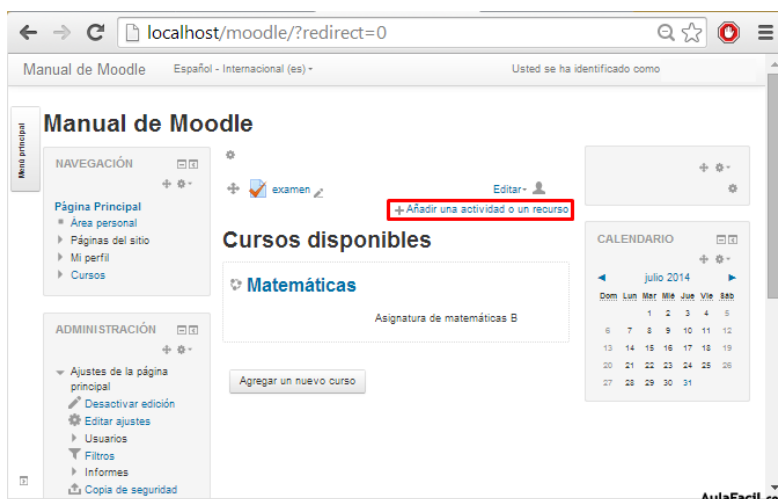 localhost/moodle/?redirect=0
Manual de Moodle
Español - Internacional (es)
Usted se ha identificado como
Menú principal
Manual de Moodle
NAVEGACIÓN
Página Principal
Área personal
Páginas del sitio
Mi perfil
Cursos
ADMINISTRACIÓN
Ajustes de la página
principal
Desactivar edición
Editar ajustes
Usuarios
Filtros
Informes
Copia de seguridad
examen
Editar
Añadir una actividad o un recurso
Cursos disponibles
Matemáticas
Asignatura de matemáticas B
Agregar un nuevo curso
CALENDARIO
julio 2014
Dom Lun Mar Mié Jue Vie Sáb
1 2 3 4 5
6 7 8 9 10 11 12
13 14 15 16 17 18 19
20 21 22 23 24 25 26
27 28 29 30 31
AulaFacil.co